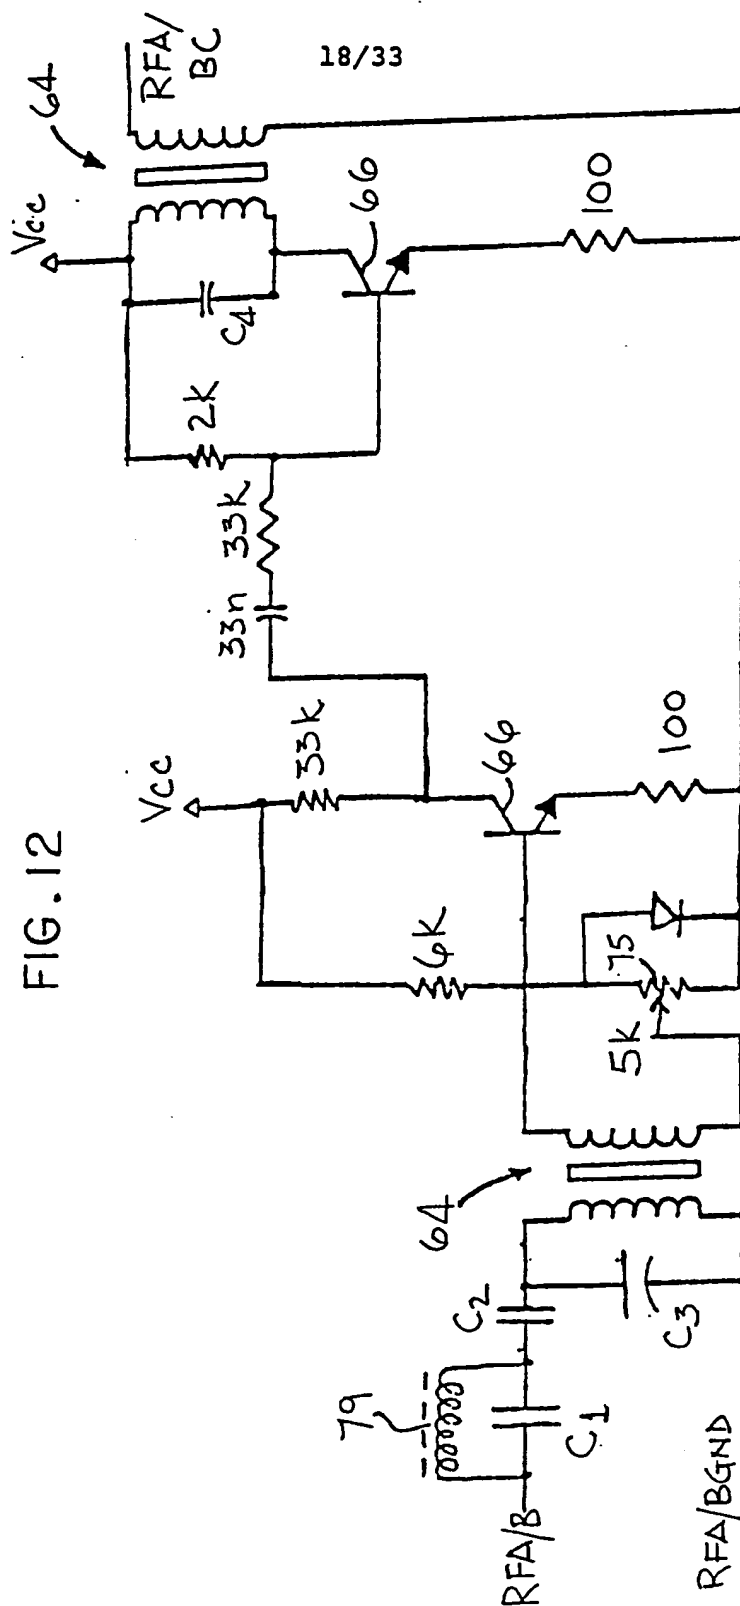 18/33
FIG. 12
RFA/B
RFA/BGND
79
C1
C2
C3
64
5K
75
6K
Vcc
33K
66
100
33n
33K
2K
C4
Vcc
66
100
64
RFA/
BC